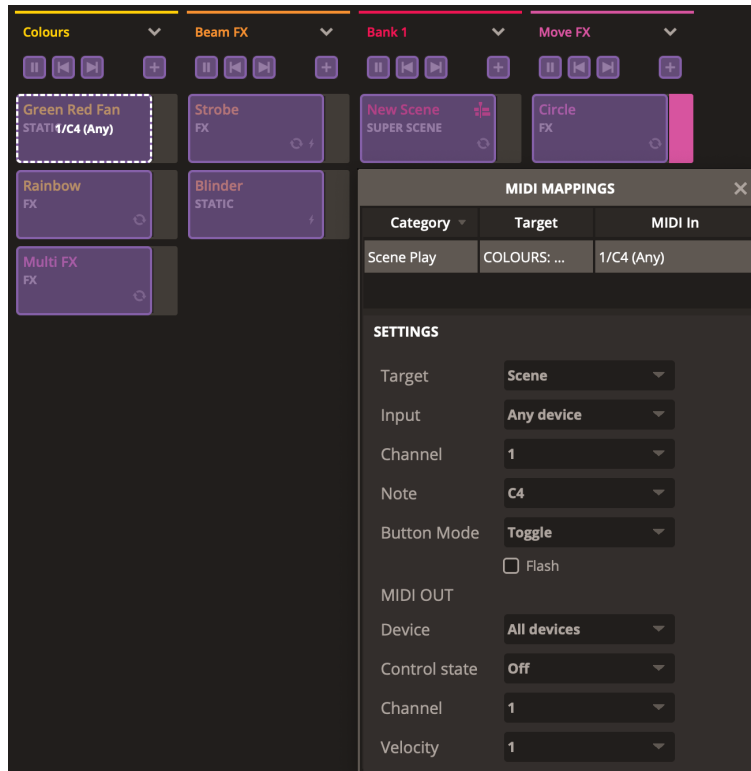 Colours Beam FX Bank 1 Move FX
Green Red Fan Strobe New Scene Circle
STATIC 1/C4 (Any) FX SUPER SCENE FX
Rainbow Blinder
FX STATIC
Multi FX
FX
MIDI MAPPINGS
Category Target MIDI In
Scene Play COLOURS: ... 1/C4 (Any)
SETTINGS
Target Scene
Input Any device
Channel 1
Note C4
Button Mode Toggle
Flash
MIDI OUT
Device All devices
Control state Off
Channel 1
Velocity 1